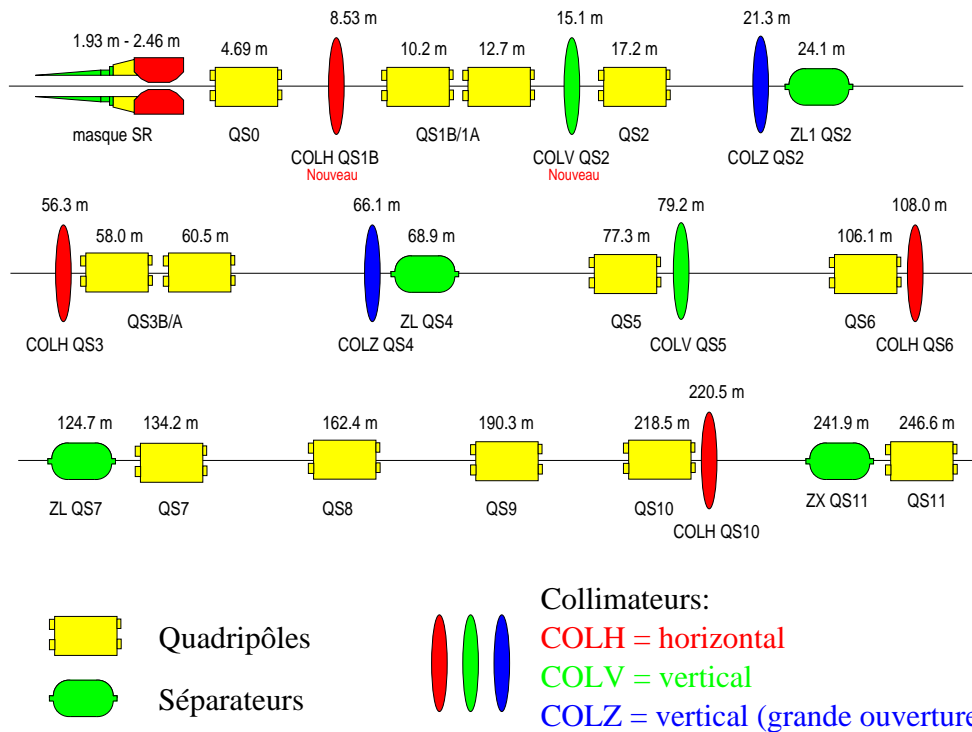 8.53 m 15.1 m 21.3 m
1.93 m - 2.46 m 4.69 m 10.2 m 12.7 m 17.2 m 24.1 m
masque SR QS0 QS1B/1A QS2 ZL1 QS2
COLH QS1B COLV QS2 COLZ QS2
Nouveau Nouveau
56.3 m 66.1 m 79.2 m 108.0 m
58.0 m 60.5 m 68.9 m 77.3 m 106.1 m
QS3B/A ZL QS4 QS5 QS6
COLH QS3 COLZ QS4 COLV QS5 COLH QS6
220.5 m
124.7 m 134.2 m 162.4 m 190.3 m 218.5 m 241.9 m 246.6 m
ZL QS7 QS7 QS8 QS9 QS10 ZX QS11 QS11
COLH QS10
Collimateurs:
Quadripôles COLH = horizontal
COLV = vertical
Séparateurs COLZ = vertical (grande ouverture